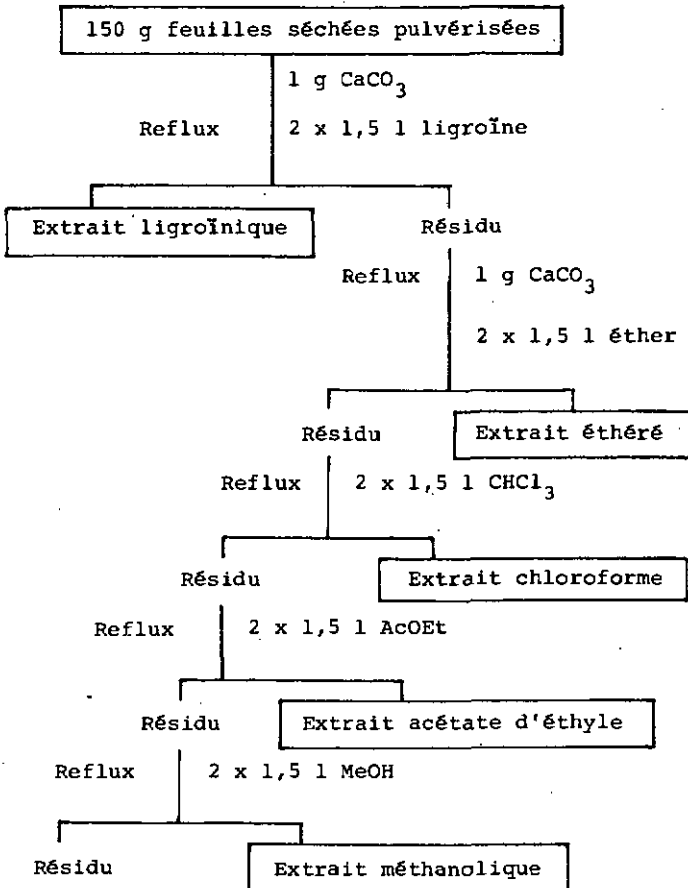 150 g feuilles séchées pulvérisées
1 g CaCO3
Reflux 2 x 1,5 l ligroïne
Extrait ligroïnique Résidu
Reflux 1 g CaCO3
2 x 1,5 l éther
Résidu Extrait éthéré
Reflux 2 x 1,5 l CHCl3
Résidu Extrait chloroforme
Reflux 2 x 1,5 l AcOEt
Résidu Extrait acétate d'éthyle
Reflux 2 x 1,5 l MeOH
Résidu Extrait méthanolique